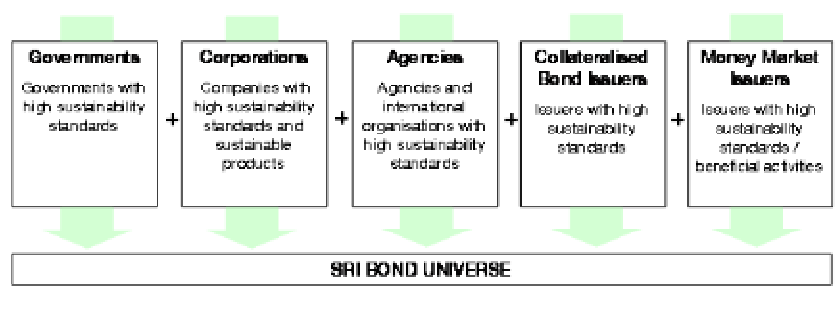 Governments
Governments with
high sustainability
standards
+
Corporations
Companies with
high sustainability
standards and
sustainable
products
+
Agencies
Agencies and
international
organisations with
high sustainability
standards
+
Collateralised
Bond Issuers
Issuers with high
sustainability
standards
+
Money Market
Issuers
Issuers with high
sustainability
standards /
beneficial activities
SRI BOND UNIVERSE